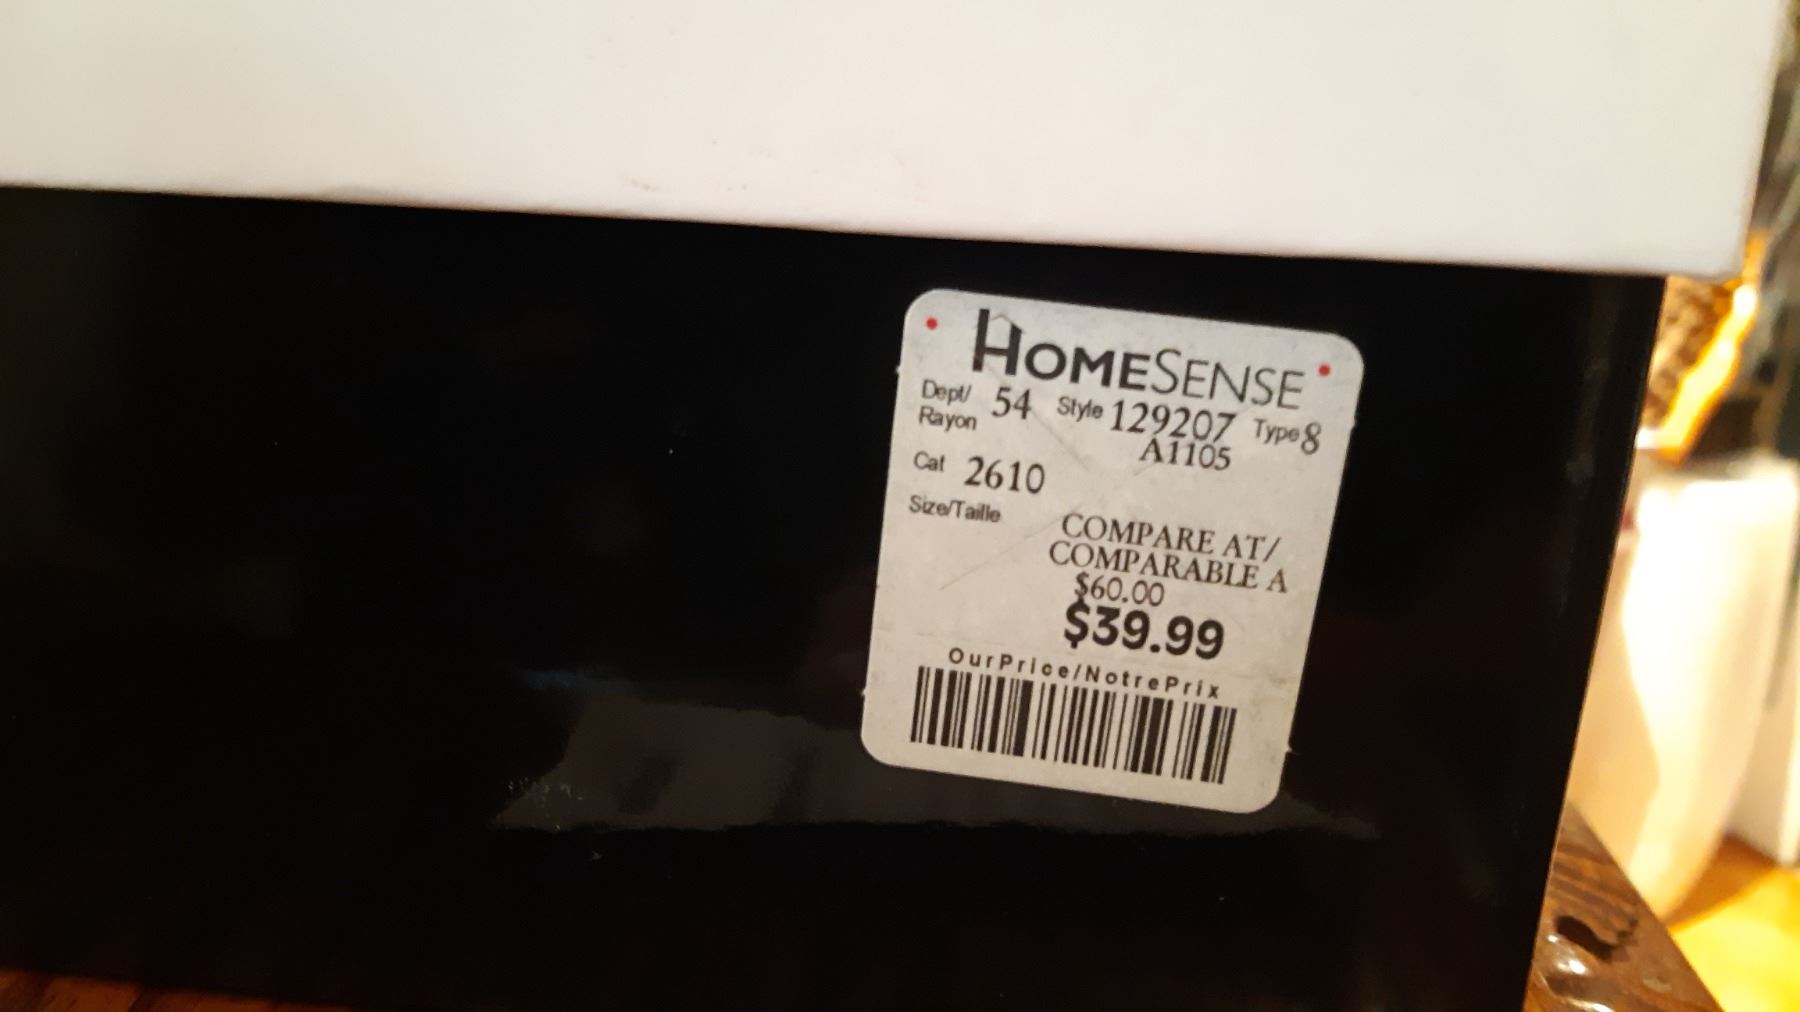 HOMESENSE
Dept/ Rayon 54 Style 129207 Type 8
A1105
Cat 2610
Size/Taille
COMPARE AT/
COMPARABLE A
$60.00
$39.99
OurPrice/NotrePrix